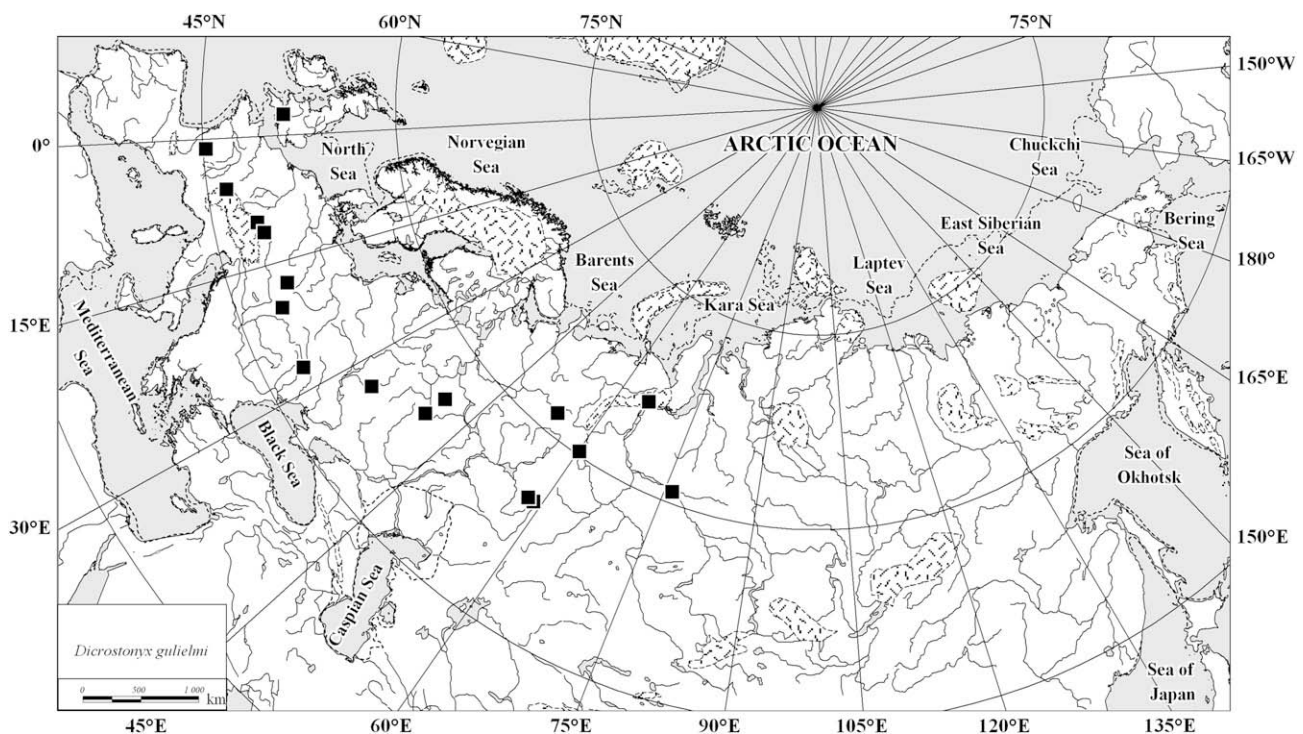 45°N 60°N 75°N 75°N
150°W
0°
North
Sea
Norvegian
Sea
ARCTIC OCEAN
Chuckchi
Sea
165°W
East Siberian
Sea
Bering
Sea
Barents
Sea
Laptev
Sea
Kara Sea
180°
15°E
Mediterranean
Sea
165°E
Black Sea
Sea of
Okhotsk
30°E
150°E
Caspian Sea
Dicrostonyx guliehni
0 500 1 000
km
Sea of
Japan
45°E 60°E 75°E 90°E 105°E 120°E 135°E